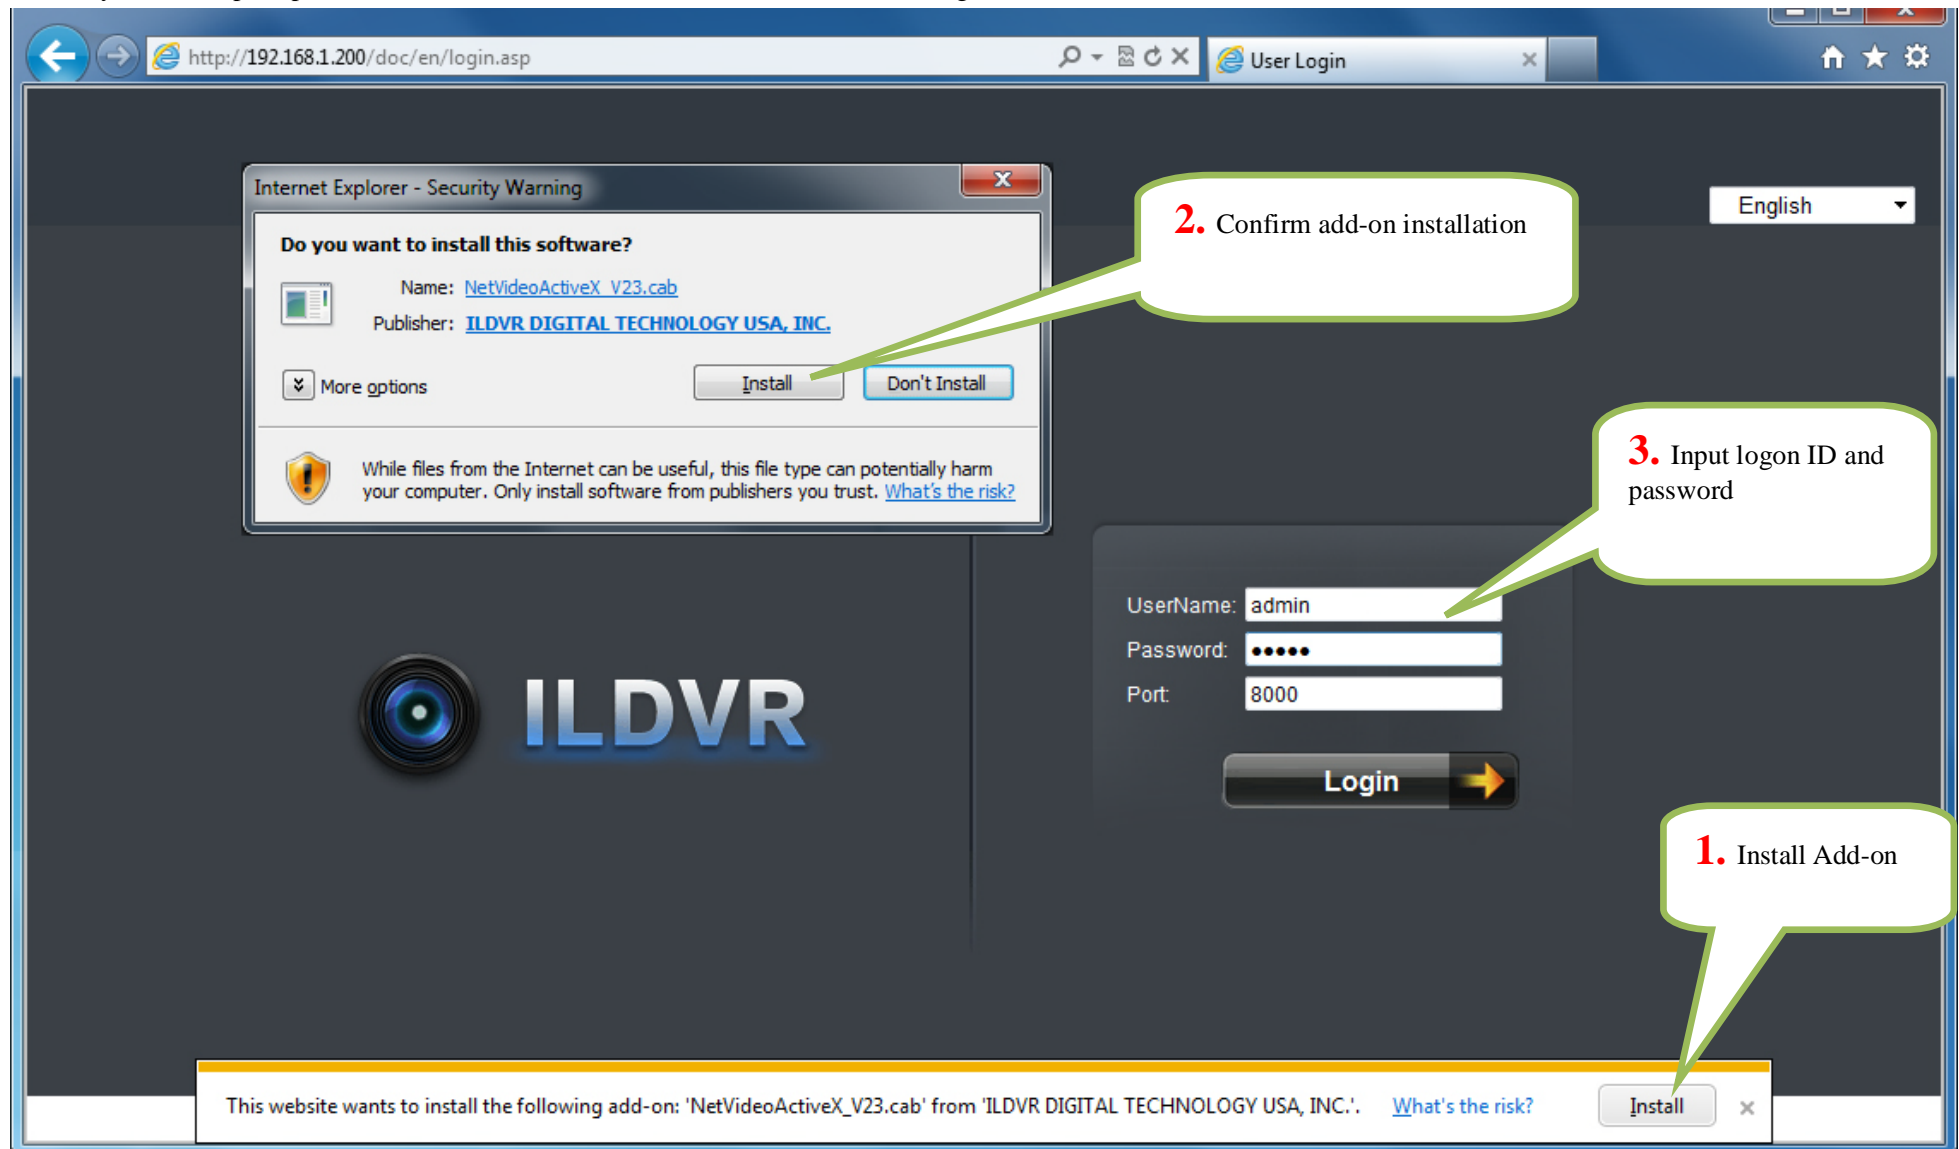 http://192.168.1.200/doc/en/login.asp
User Login
English
Internet Explorer - Security Warning
Do you want to install this software?
Name: NetVideoActiveX_V23.cab
Publisher: ILDVR DIGITAL TECHNOLOGY USA, INC.
More options
Install
Don't Install
While files from the Internet can be useful, this file type can potentially harm
your computer. Only install software from publishers you trust. What's the risk?
2. Confirm add-on installation
3. Input logon ID and
password
ILDVR
UserName: admin
Password: •••••
Port: 8000
Login
1. Install Add-on
This website wants to install the following add-on: 'NetVideoActiveX_V23.cab' from 'ILDVR DIGITAL TECHNOLOGY USA, INC.'. What's the risk?
Install